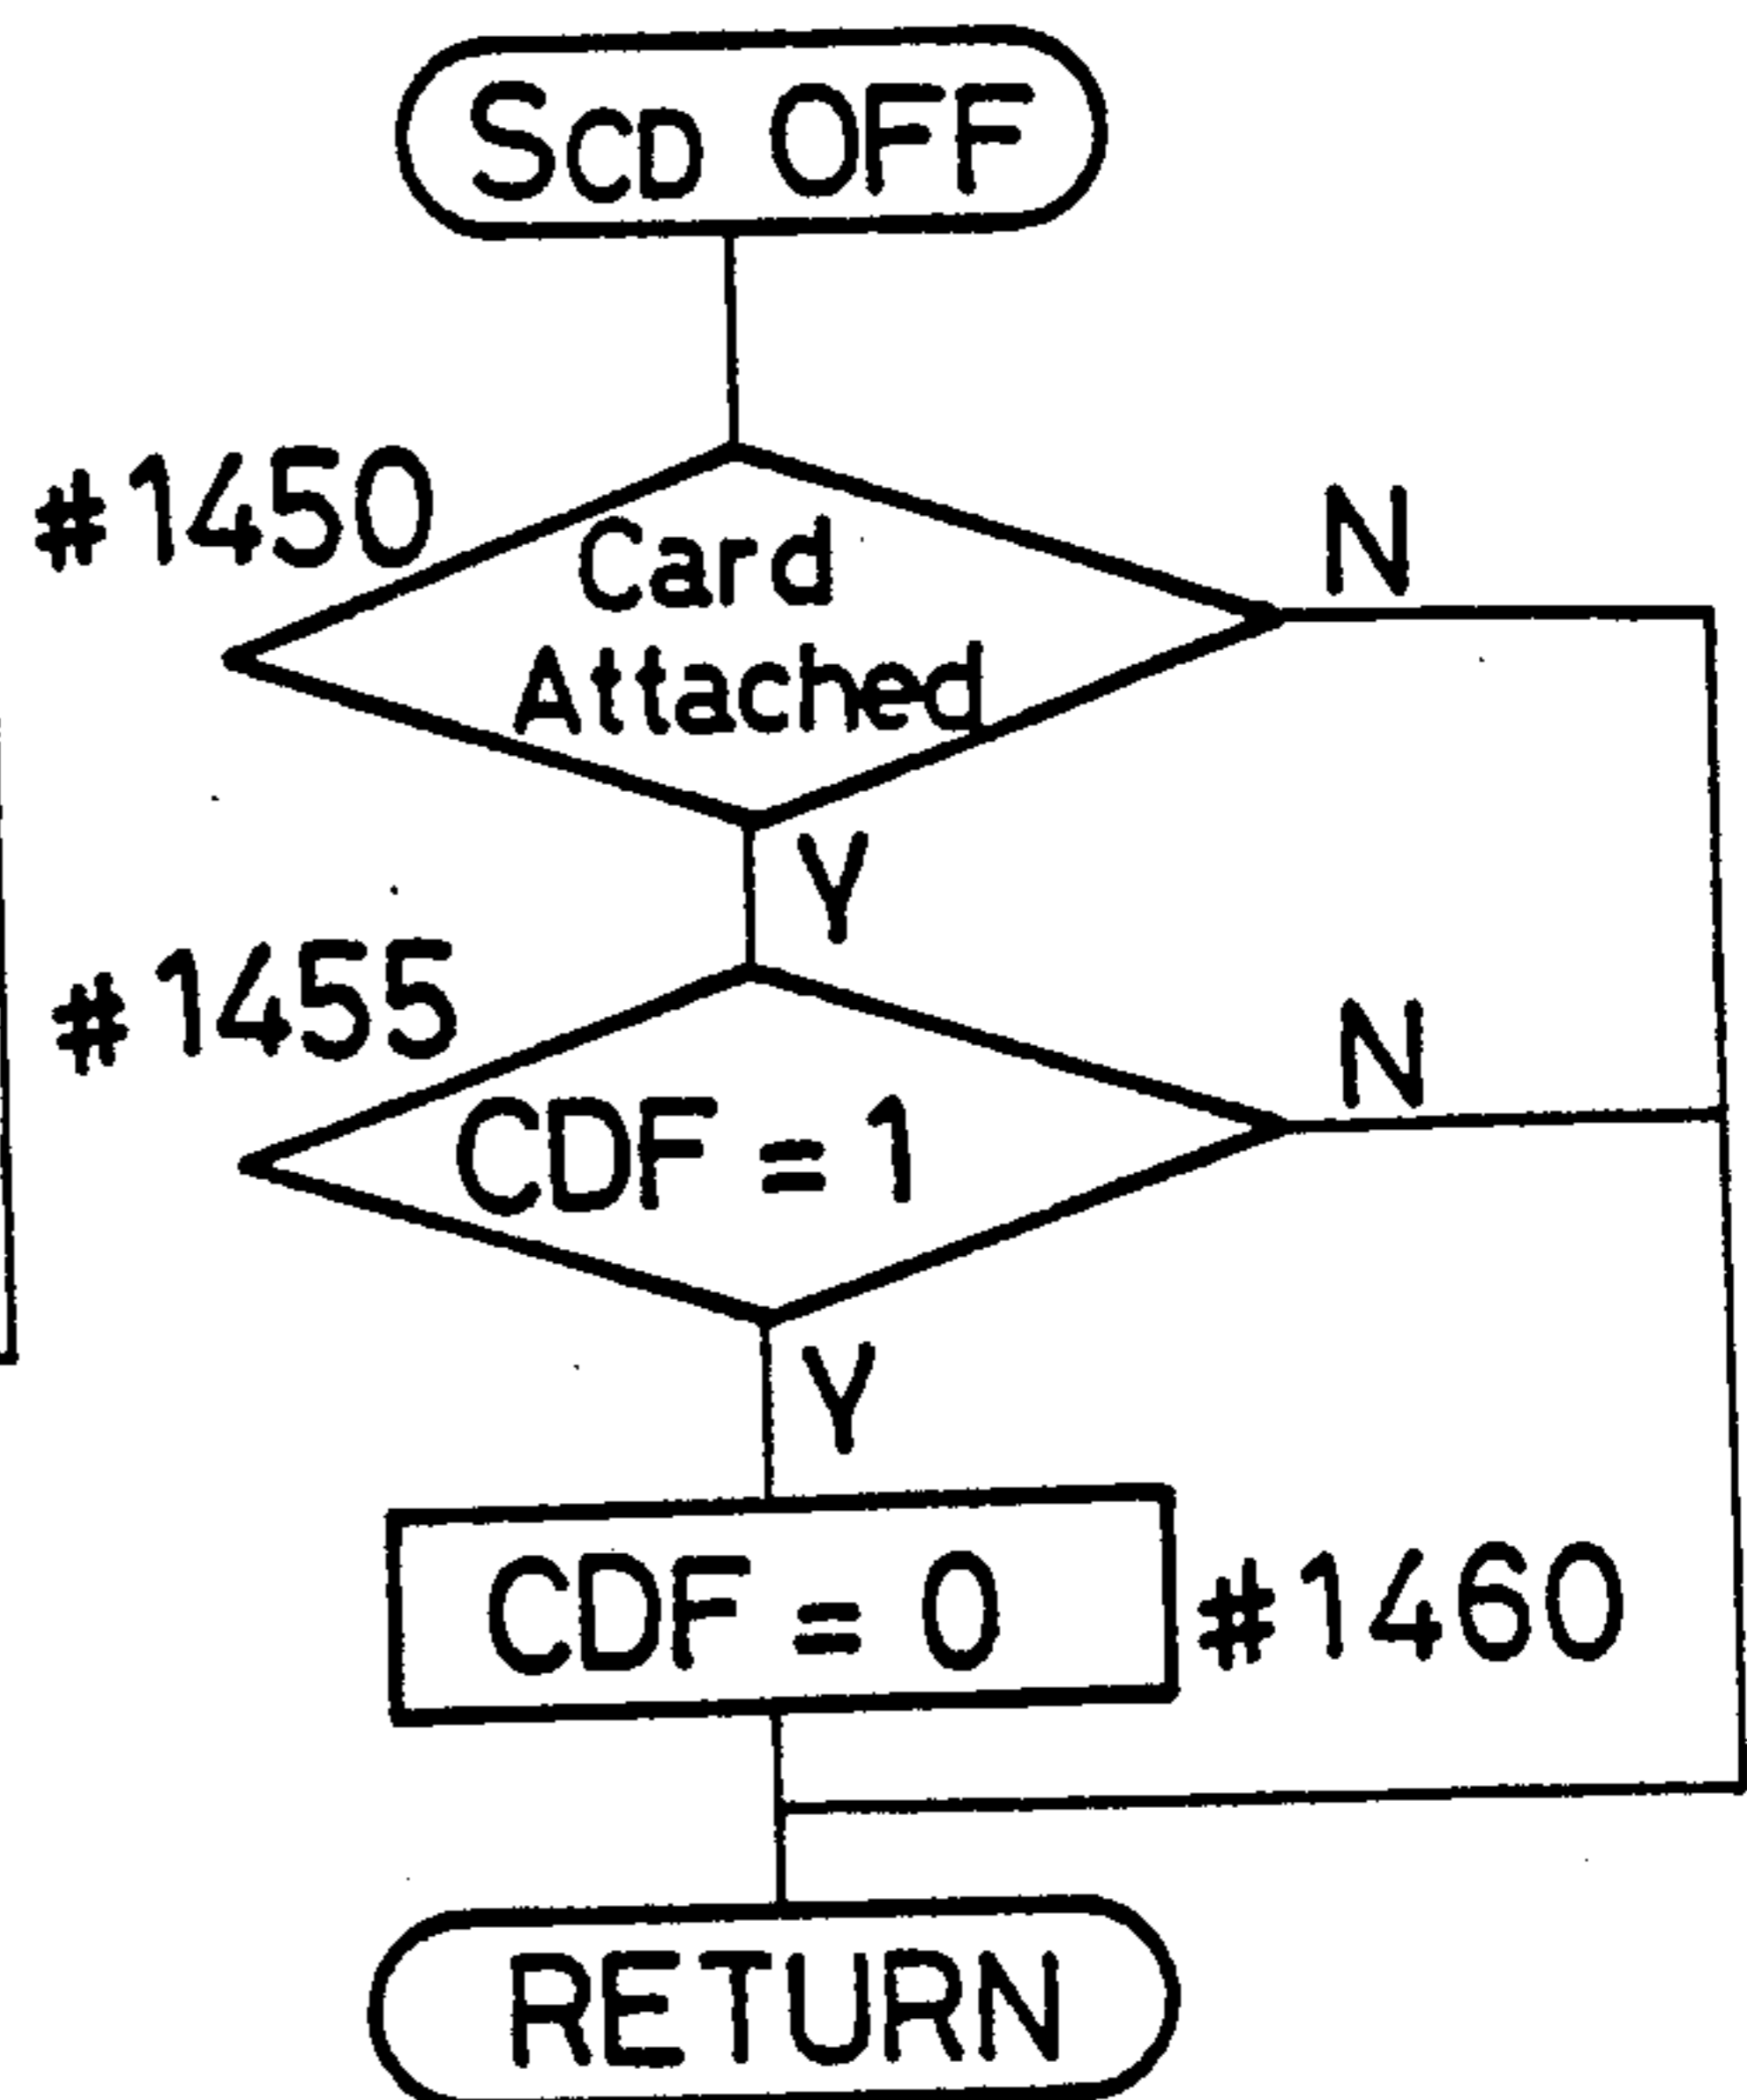 SCD OFF
#1450
Card
Attached
N
Y
#1455
CDF = 1
N
Y
CDF = 0
#1460
RETURN